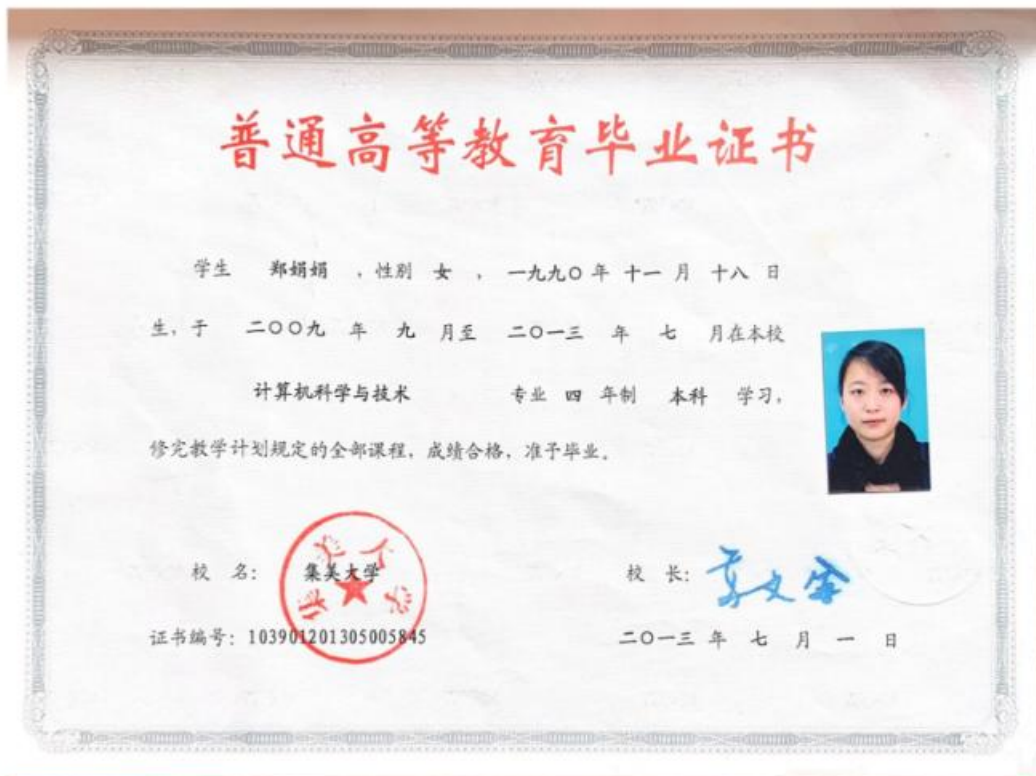 普通高等教育毕业证书
学生 郑娟娟 ，性别 女 ， 一九九〇 年 十一 月 十八 日
生，于 二〇〇九 年 九 月至 二〇一三 年 七 月在本校
计算机科学与技术 专业 四 年制 本科 学习，
修完教学计划规定的全部课程，成绩合格，准予毕业。
校 名： 集美大学 校 长：
证书编号：103901201305005845 二〇一三 年 七 月 一 日